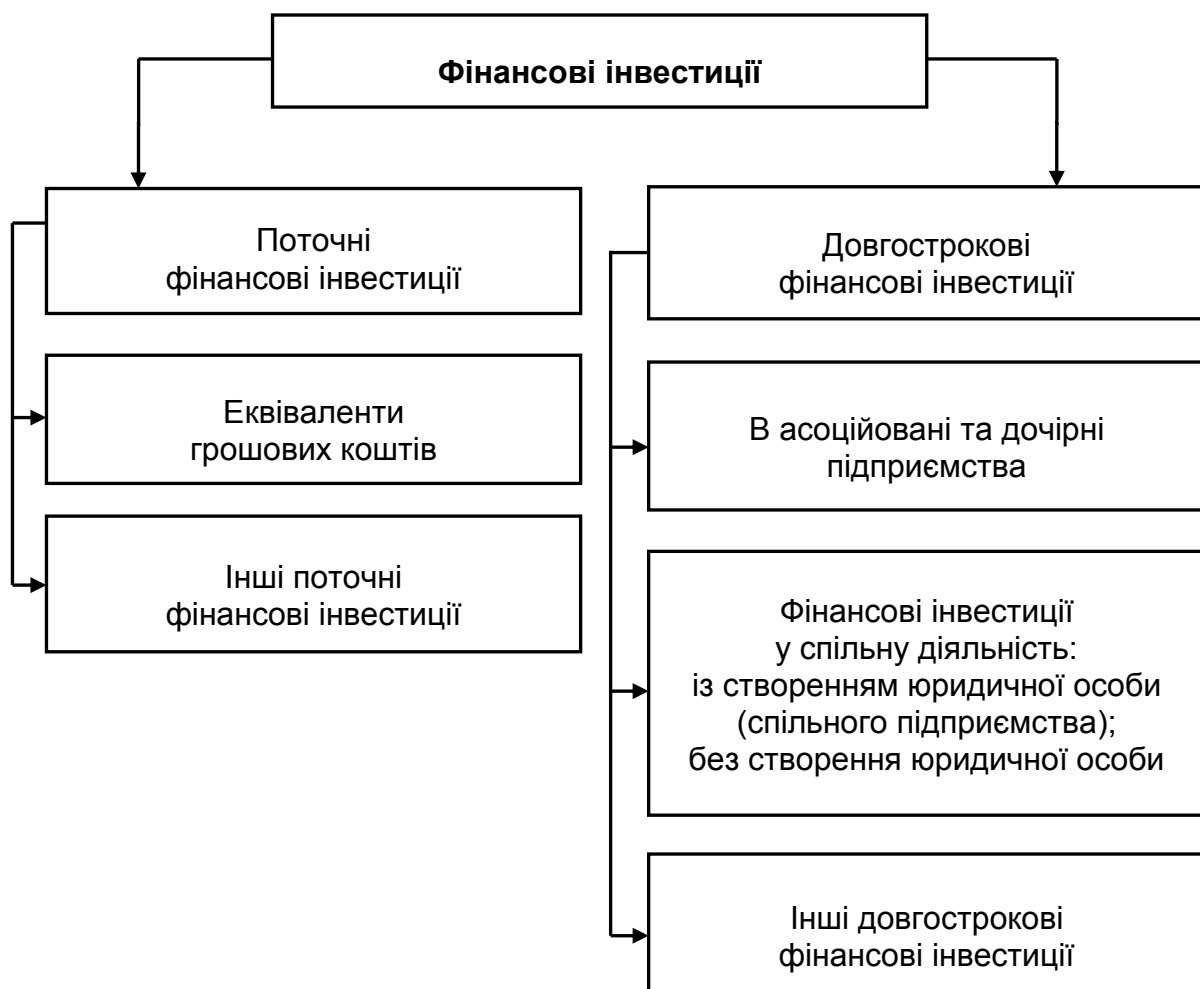 Фінансові інвестиції
Поточні
фінансові інвестиції
Еквіваленти
грошових коштів
Інші поточні
фінансові інвестиції
Довгострокові
фінансові інвестиції
В асоційовані та дочірні
підприємства
Фінансові інвестиції
у спільну діяльність:
із створенням юридичної особи
(спільного підприємства);
без створення юридичної особи
Інші довгострокові
фінансові інвестиції